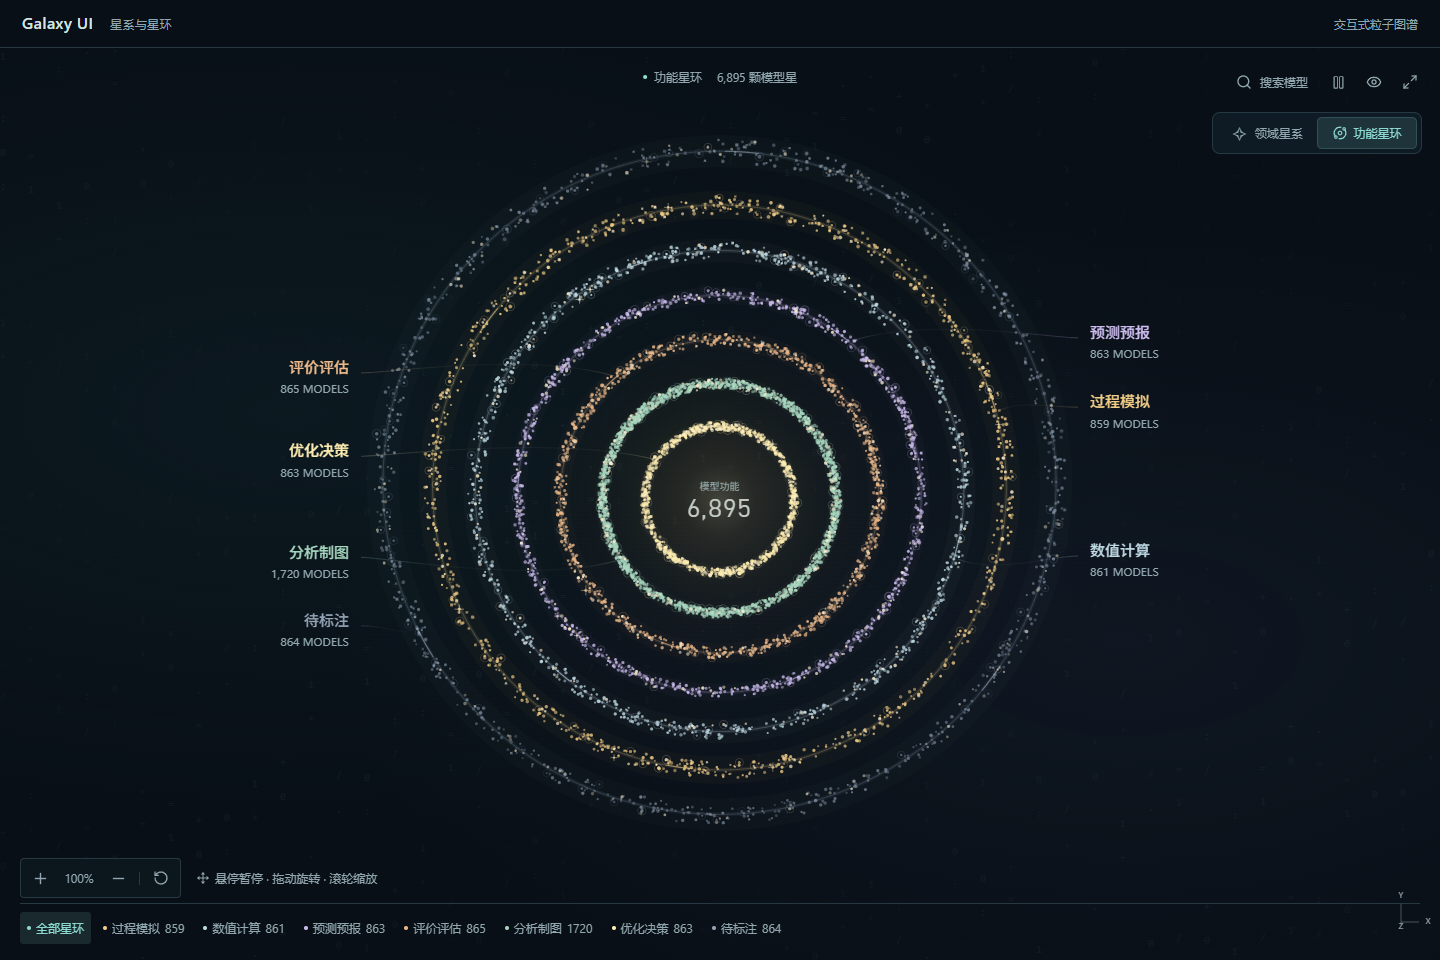 Galaxy UI 星系与星环
交互式粒子图谱
功能星环 6,895 颗模型星
搜索模型
领域星系 功能星环
预测预报
863 MODELS
评价评估
865 MODELS
过程模拟
859 MODELS
优化决策
863 MODELS
模型功能
6,895
分析制图
1,720 MODELS
数值计算
861 MODELS
待标注
864 MODELS
100%
悬停暂停 · 拖动旋转 · 滚轮缩放
全部星环 过程模拟 859 数值计算 861 预测预报 863 评价评估 865 分析制图 1720 优化决策 863 待标注 864
Y
X
Z